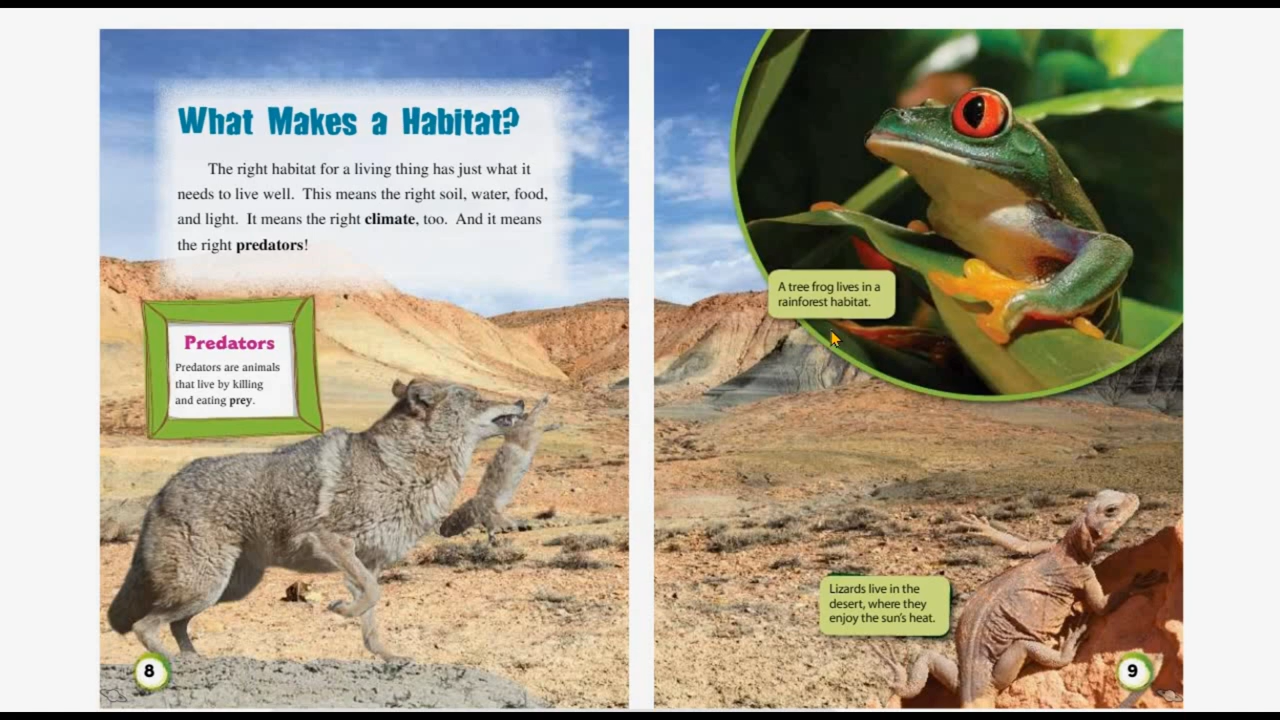 What Makes a Habitat?
The right habitat for a living thing has just what it
needs to live well. This means the right soil, water, food,
and light. It means the right climate, too. And it means
the right predators!
Predators
Predators are animals
that live by killing
and eating prey.
8
A tree frog lives in a
rainforest habitat.
Lizards live in the
desert, where they
enjoy the sun's heat.
9